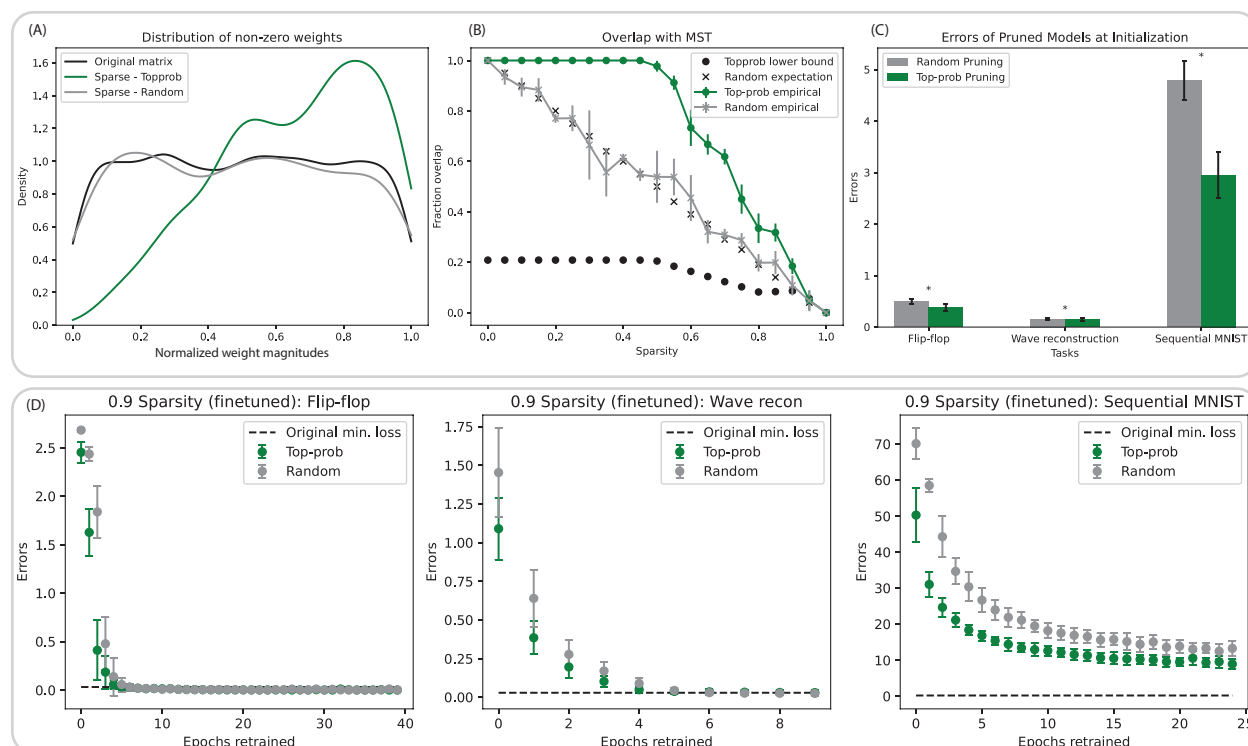 (A)
Distribution of non-zero weights
Original matrix
Sparse - Topprob
Sparse - Random
Density
1.6
1.4
1.2
1.0
0.8
0.6
0.4
0.2
0.0
0.0 0.2 0.4 0.6 0.8 1.0
Normalized weight magnitudes
(B)
Overlap with MST
Topprob lower bound
Random expectation
Top-prob empirical
Random empirical
Fraction overlap
1.0
0.8
0.6
0.4
0.2
0.0
0.0 0.2 0.4 0.6 0.8 1.0
Sparsity
(C)
Errors of Pruned Models at Initialization
Random Pruning
Top-prob Pruning
Errors
5
4
3
2
1
0
* * *
Flip-flop Wave reconstruction Sequential MNIST
Tasks
(D)
0.9 Sparsity (finetuned): Flip-flop
Original min. loss
Top-prob
Random
Errors
2.5
2.0
1.5
1.0
0.5
0.0
0 10 20 30 40
Epochs retrained
0.9 Sparsity (finetuned): Wave recon
Original min. loss
Top-prob
Random
Errors
1.75
1.50
1.25
1.00
0.75
0.50
0.25
0.00
0 2 4 6 8
Epochs retrained
0.9 Sparsity (finetuned): Sequential MNIST
Original min. loss
Top-prob
Random
Errors
70
60
50
40
30
20
10
0
0 5 10 15 20 25
Epochs retrained